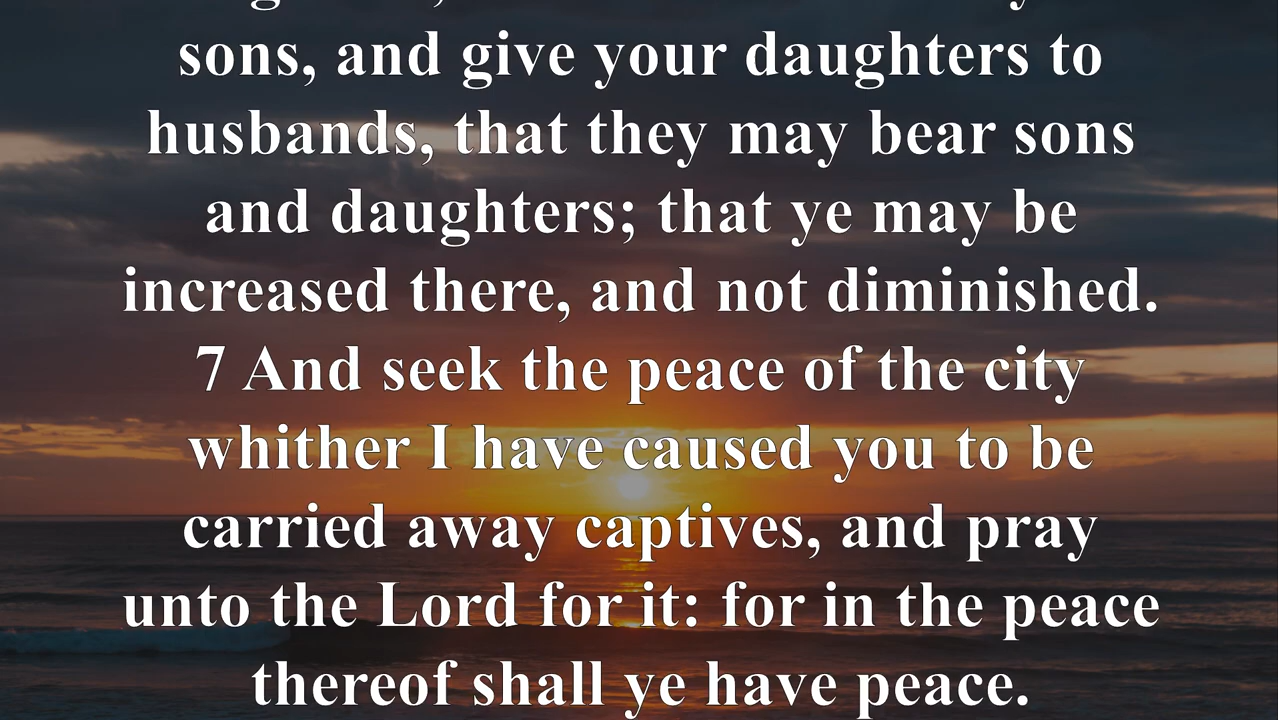 sons, and give your daughters to
husbands, that they may bear sons
and daughters; that ye may be
increased there, and not diminished.
7 And seek the peace of the city
whither I have caused you to be
carried away captives, and pray
unto the Lord for it: for in the peace
thereof shall ye have peace.